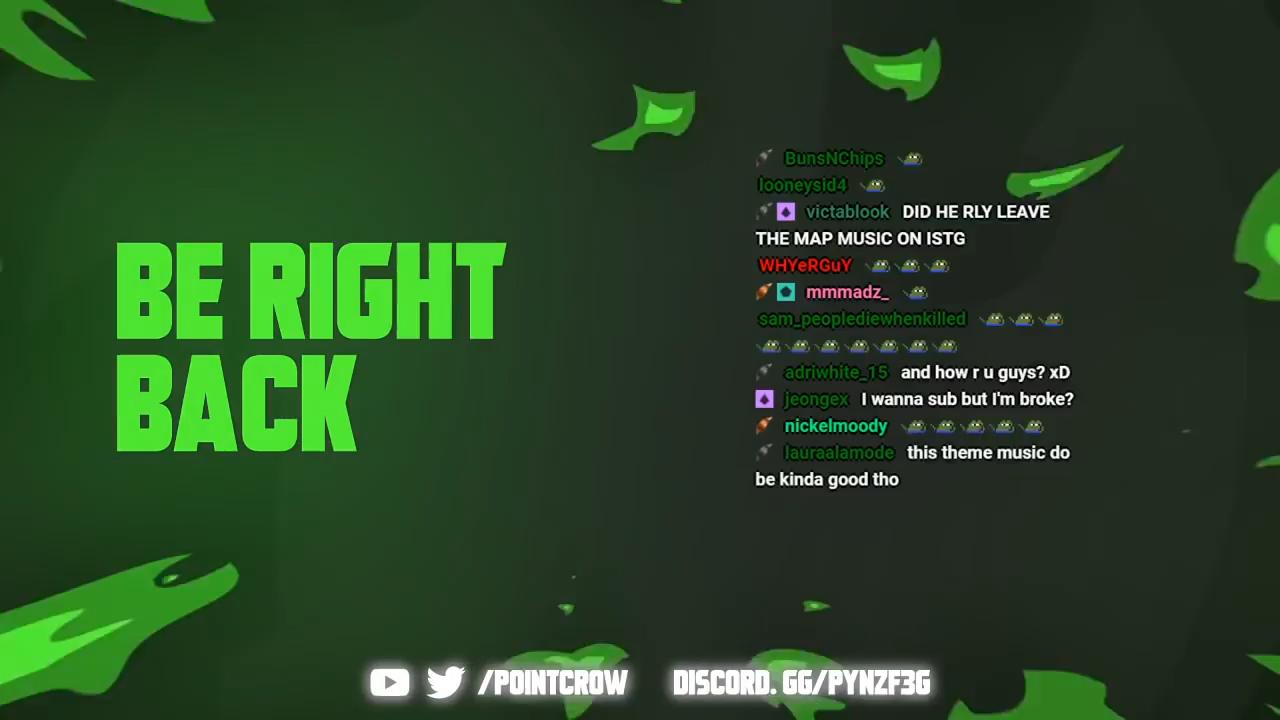 BE RIGHT
BACK
BunsNChips
looneysid4
victablook DID HE RLY LEAVE
THE MAP MUSIC ON ISTG
WHYeRGuY
mmmadz_
sam_peoplediewhenkilled
adriwhite_15 and how r u guys? xD
jeongex I wanna sub but I'm broke?
nickelmoody
lauraalamode this theme music do
be kinda good tho
/POINTCROW DISCORD. GG/PYNZF3G